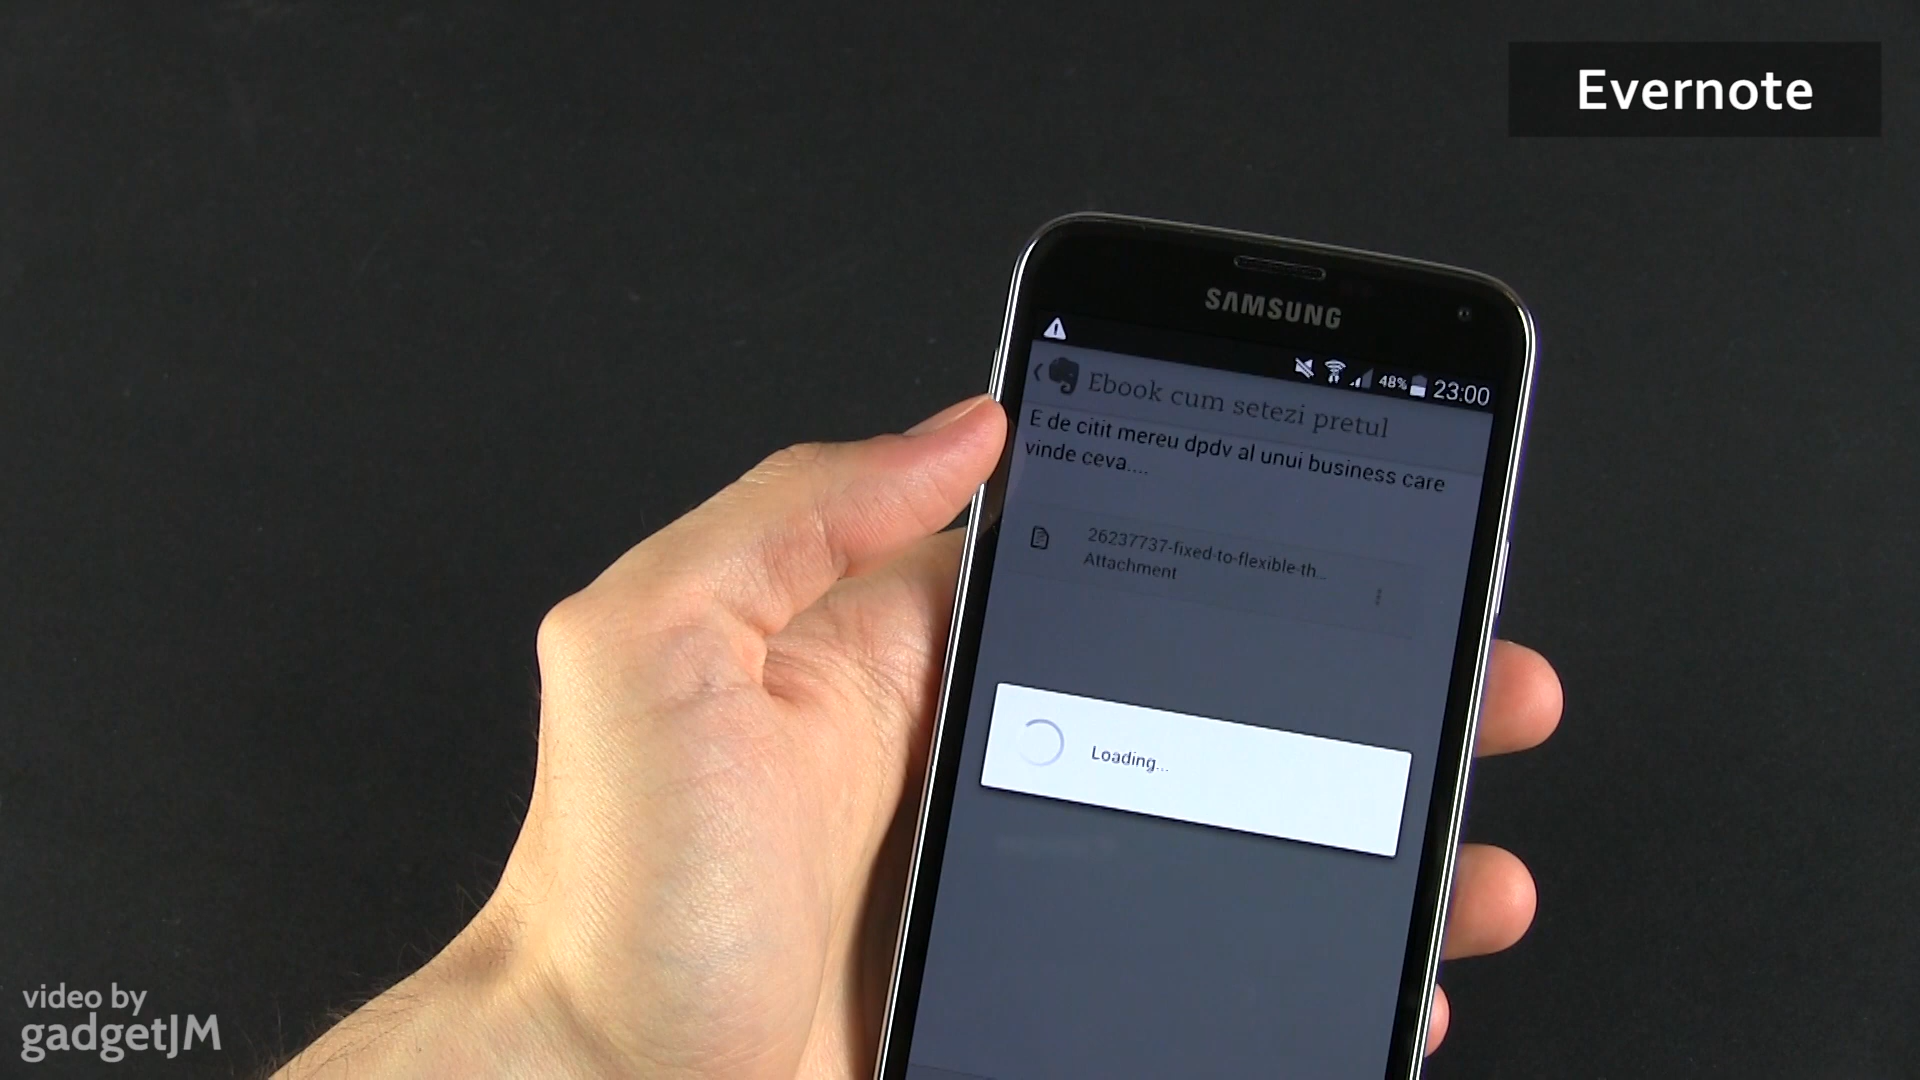 Evernote
SAMSUNG
48% 23:00
Ebook cum setezi pretul
E de citit mereu dpdv al unui business care
vinde ceva....
26237737-fixed-to-flexible-th...
Attachment
Loading...
video by
gadgetJM